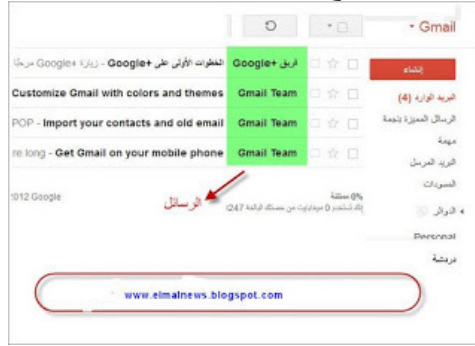 Gmail
إنشاء
البريد الوارد (4)
الرسائل المميزة بنجمة
مهمة
البريد المرسل
المسودات
الدوائر
Personal
دردشة
فريق Google+ الخطوات الأولى على Google+ - زيارة Google+
Gmail Team Customize Gmail with colors and themes
Gmail Team POP - Import your contacts and old email
Gmail Team re long - Get Gmail on your mobile phone
الرسائل
0% ممتلئة
012 Google
www.elmalnews.blogspot.com